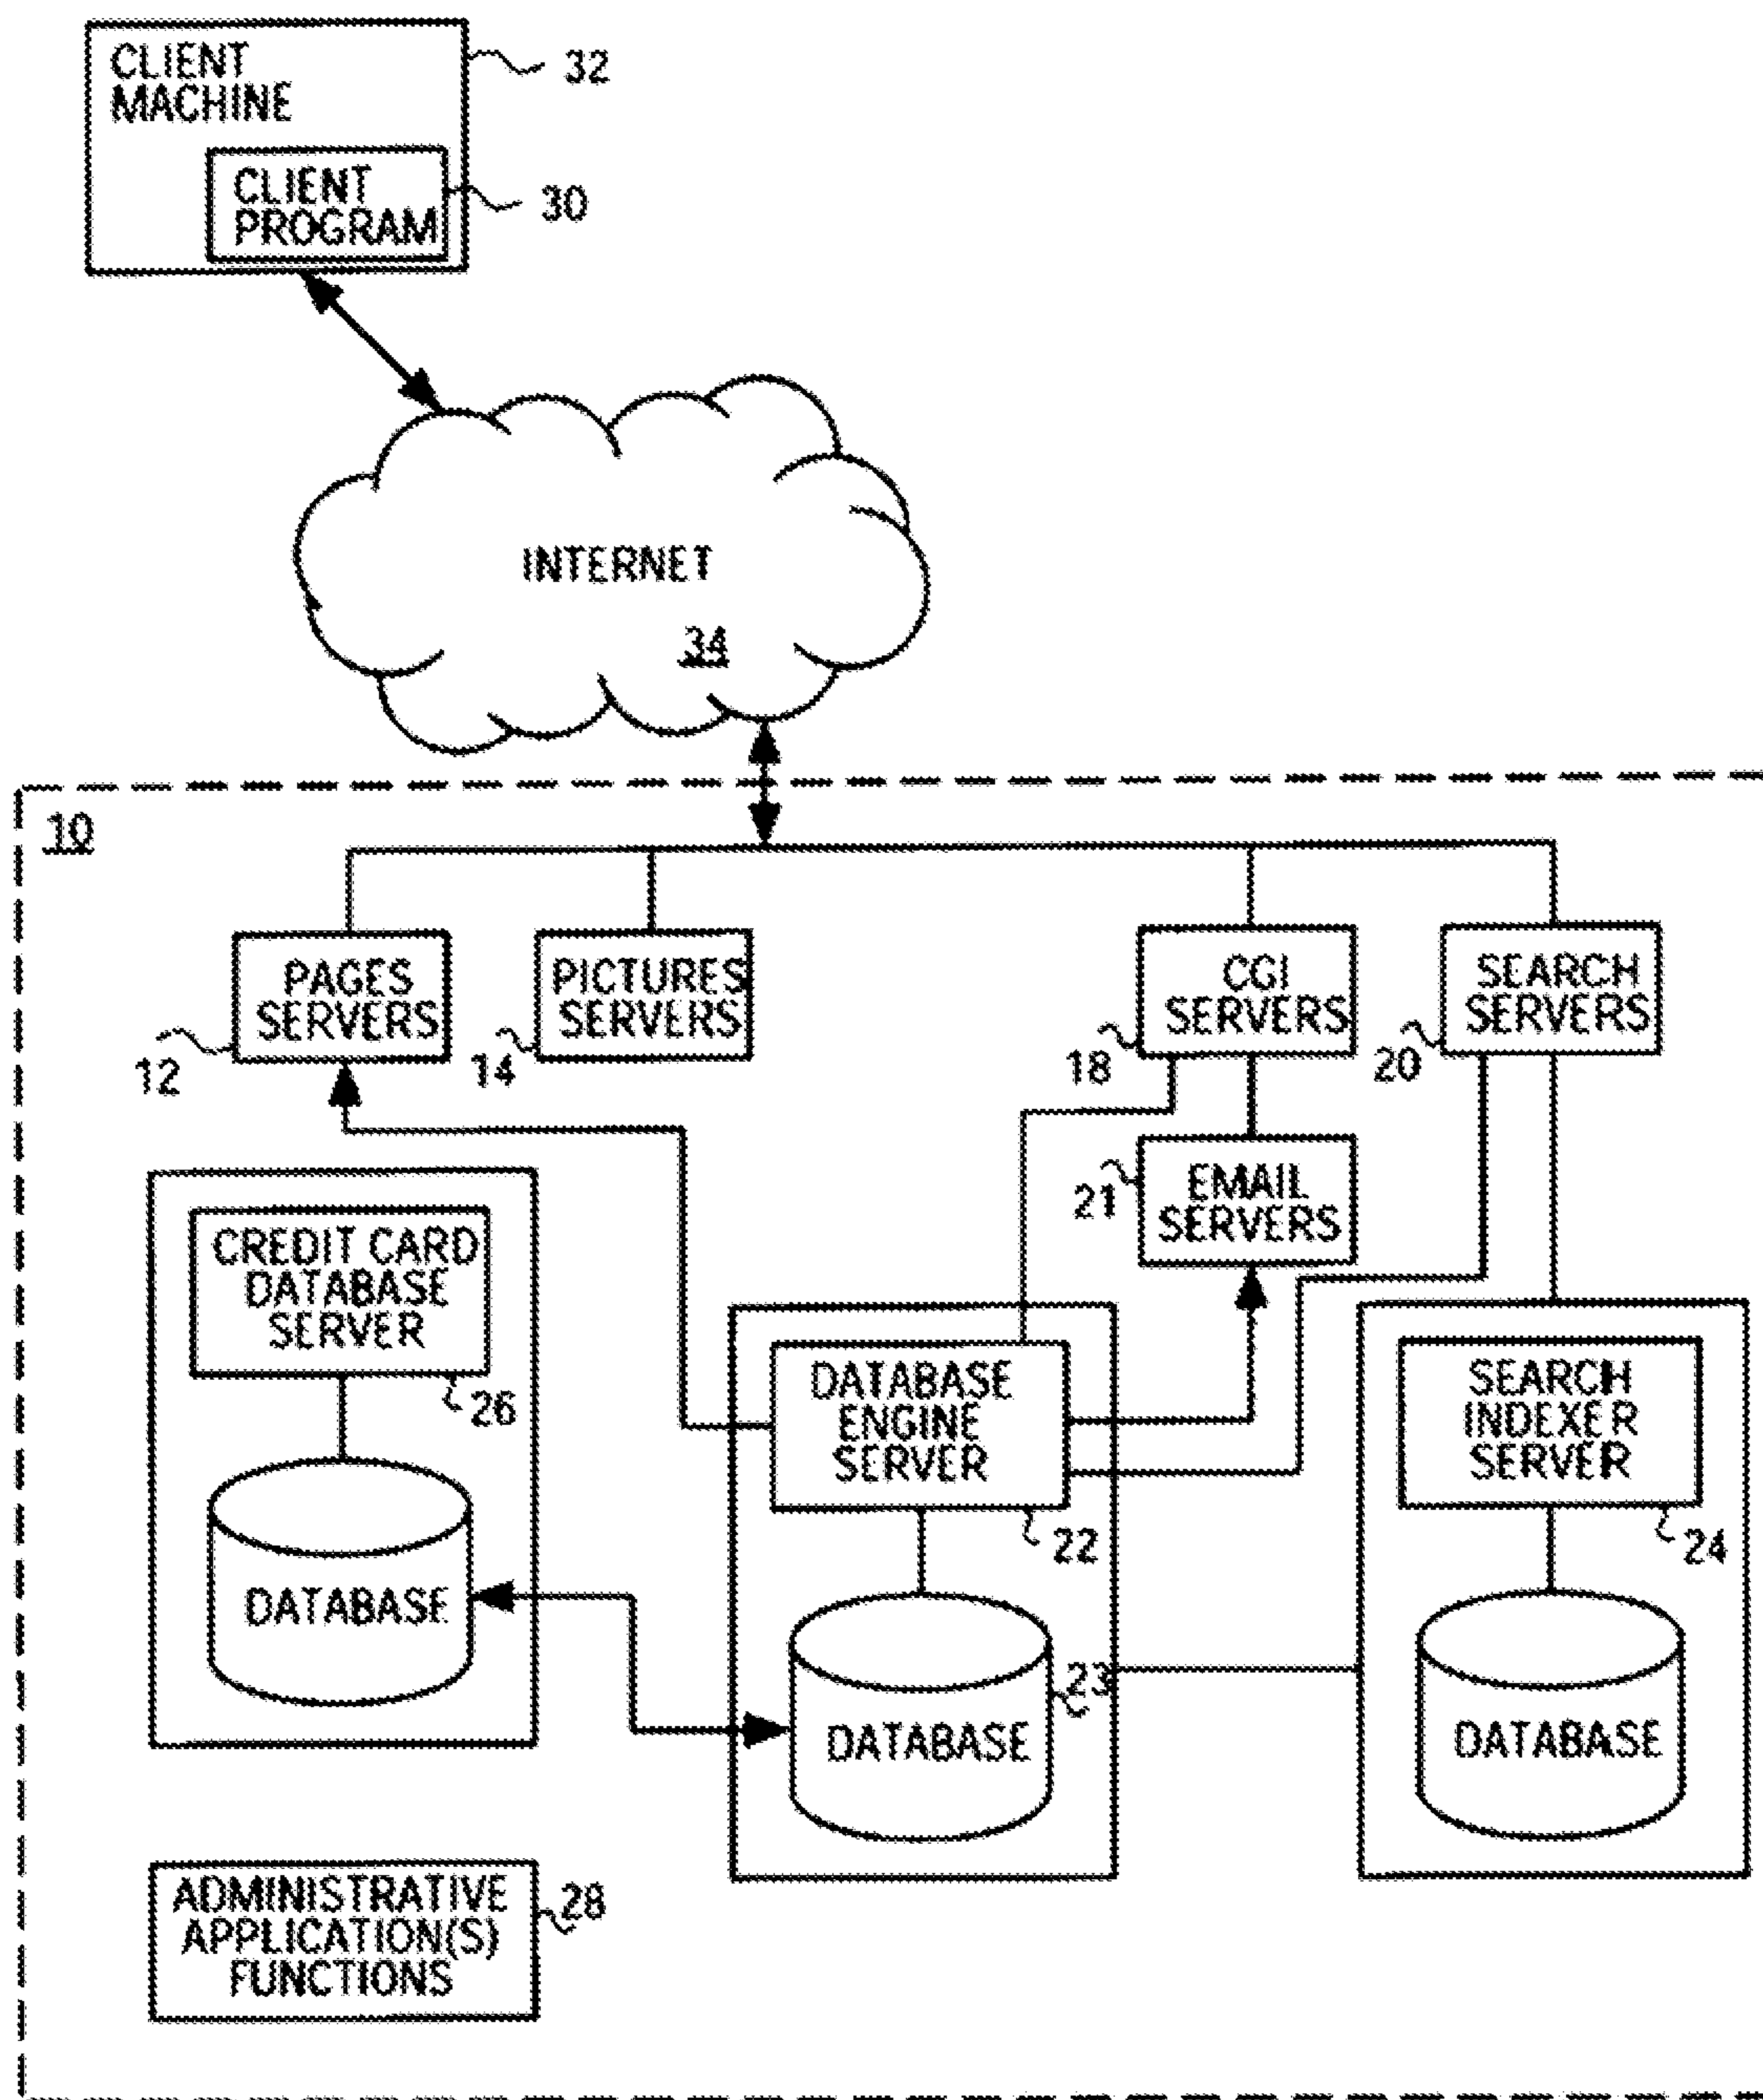 CLIENT
MACHINE
32
CLIENT
PROGRAM
30
INTERNET
34
10
PAGES
SERVERS
12
PICTURES
SERVERS
14
CGI
SERVERS
18
SEARCH
SERVERS
20
EMAIL
SERVERS
21
CREDIT CARD
DATABASE
SERVER
26
DATABASE
DATABASE
ENGINE
SERVER
22
DATABASE
23
SEARCH
INDEXER
SERVER
24
DATABASE
ADMINISTRATIVE
APPLICATION(S)
FUNCTIONS
28